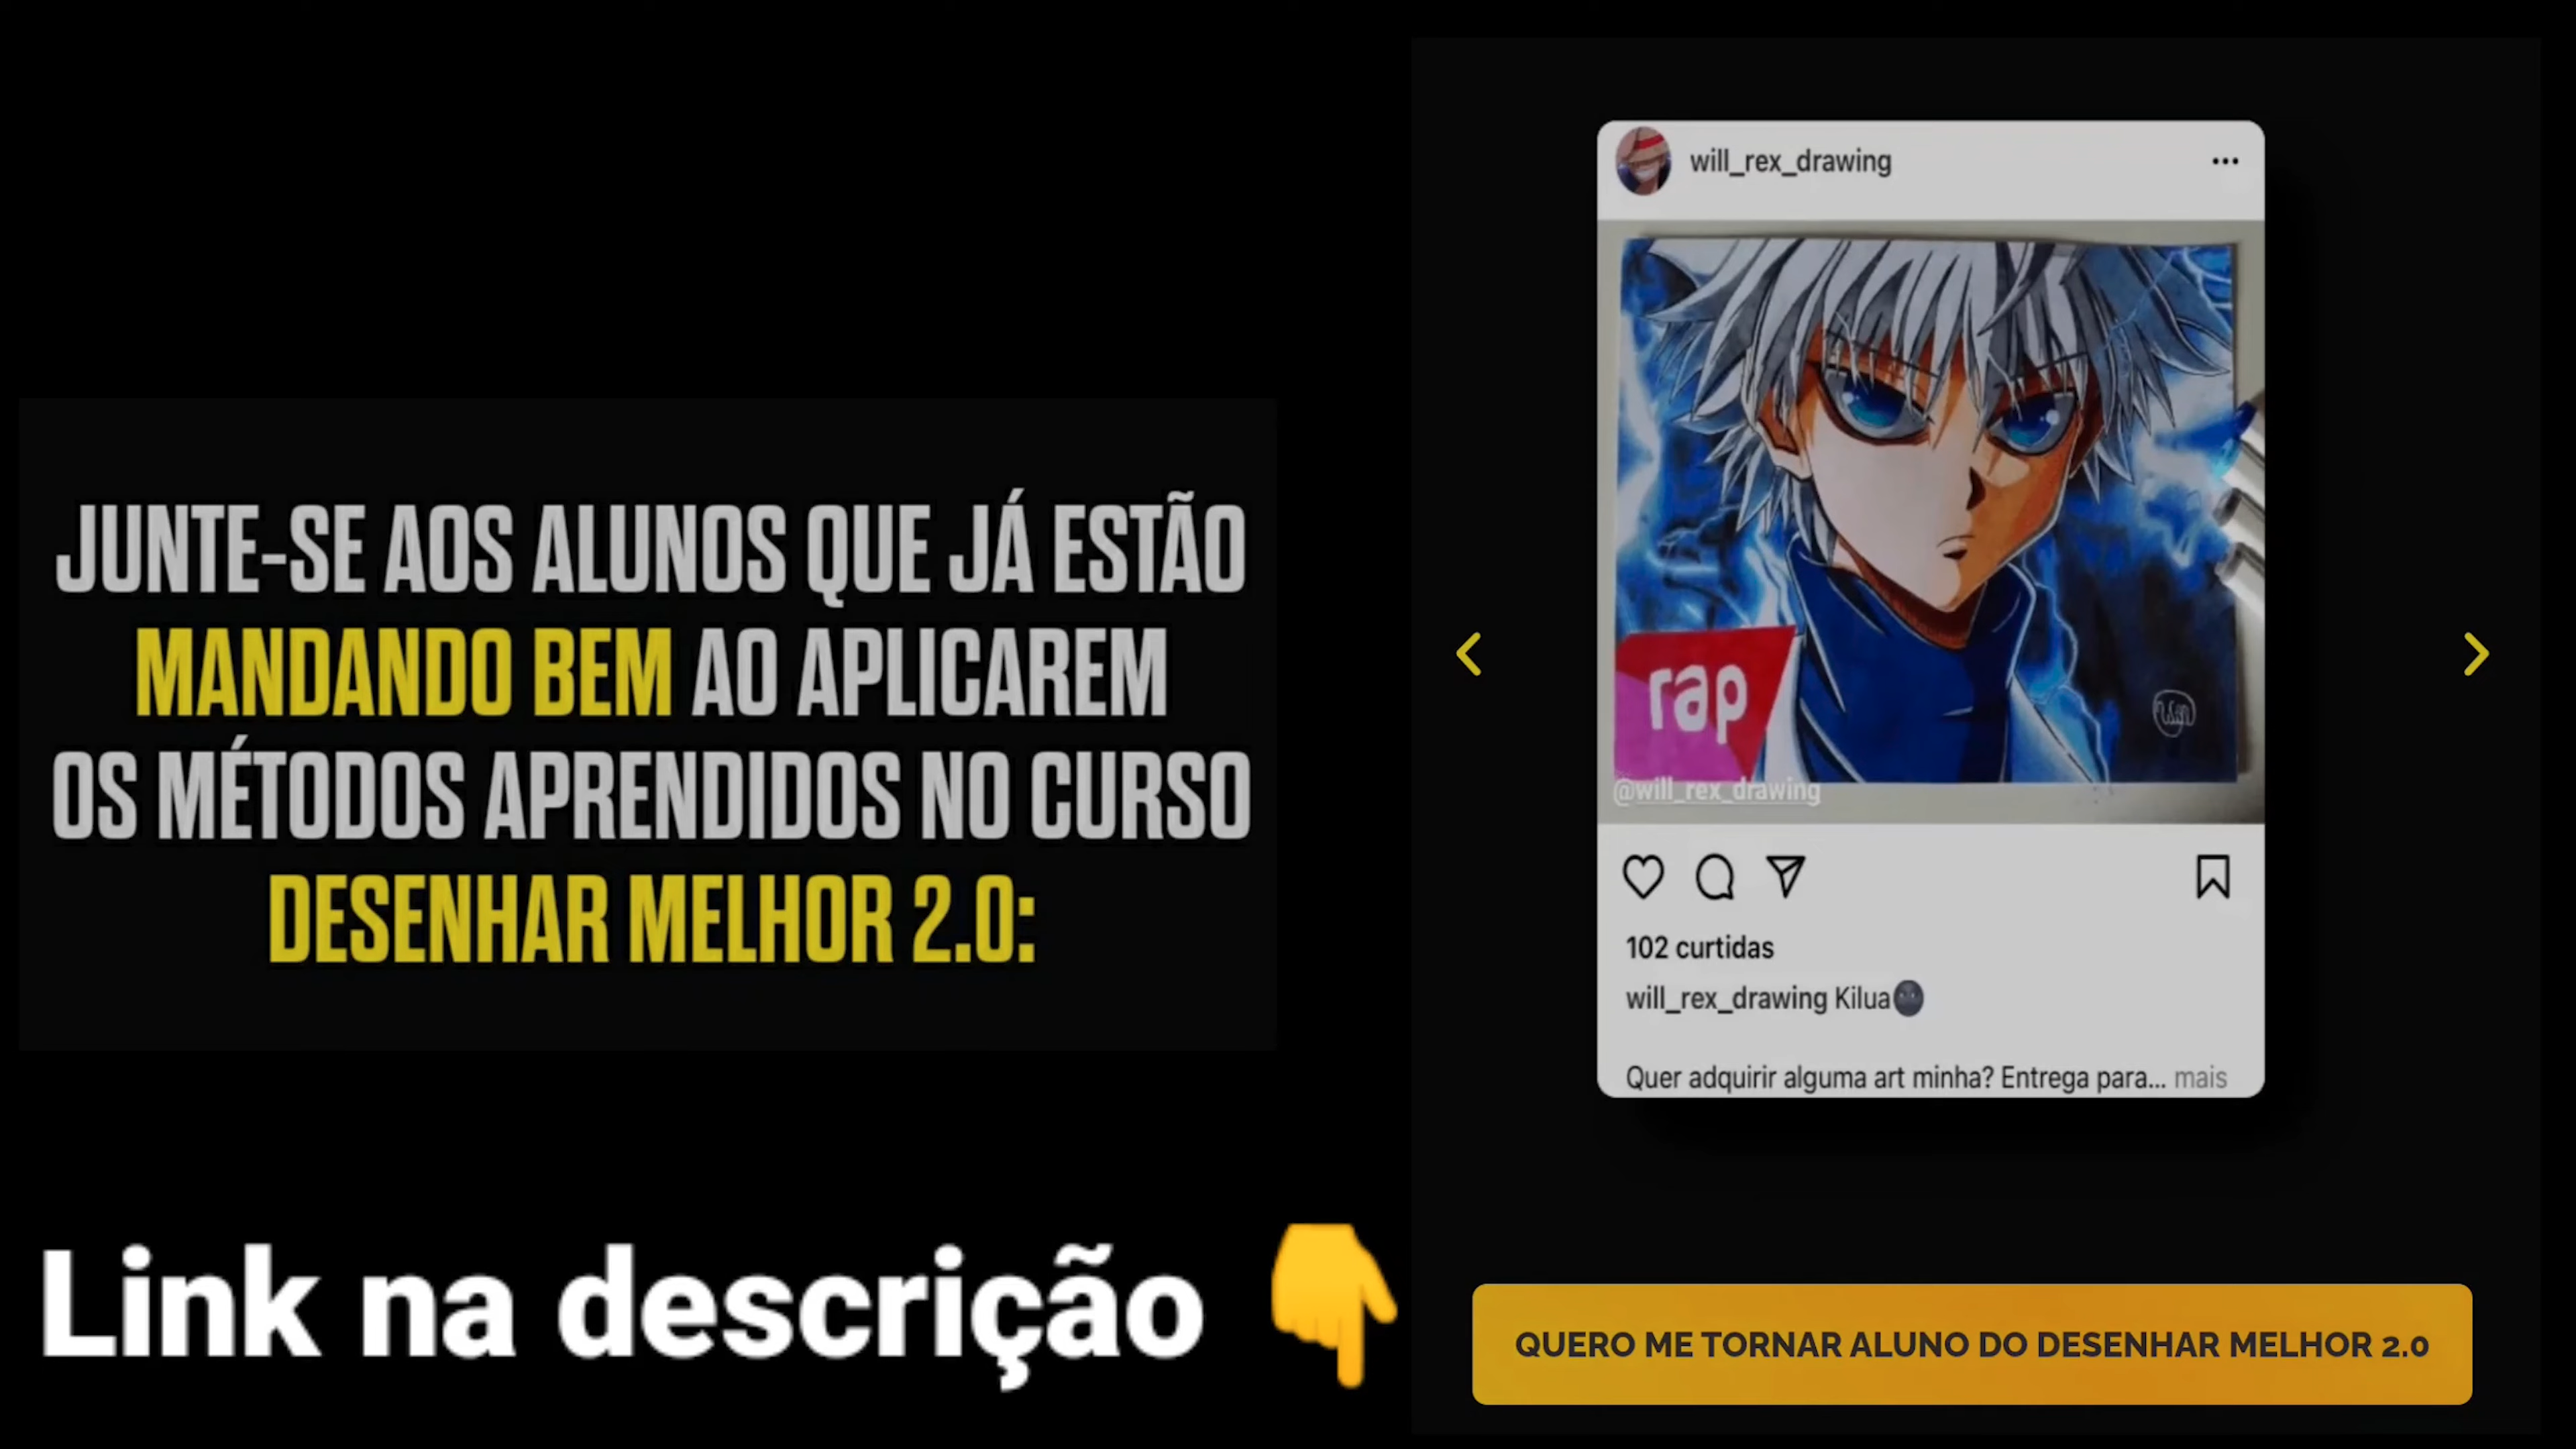 JUNTE-SE AOS ALUNOS QUE JÁ ESTÃO
MANDANDO BEM AO APLICAREM
OS MÉTODOS APRENDIDOS NO CURSO
DESENHAR MELHOR 2.0:
Link na descrição 👇
will_rex_drawing
rap
@will_rex_drawing
102 curtidas
will_rex_drawing Kilua🌚
Quer adquirir alguma art minha? Entrega para... mais
QUERO ME TORNAR ALUNO DO DESENHAR MELHOR 2.0